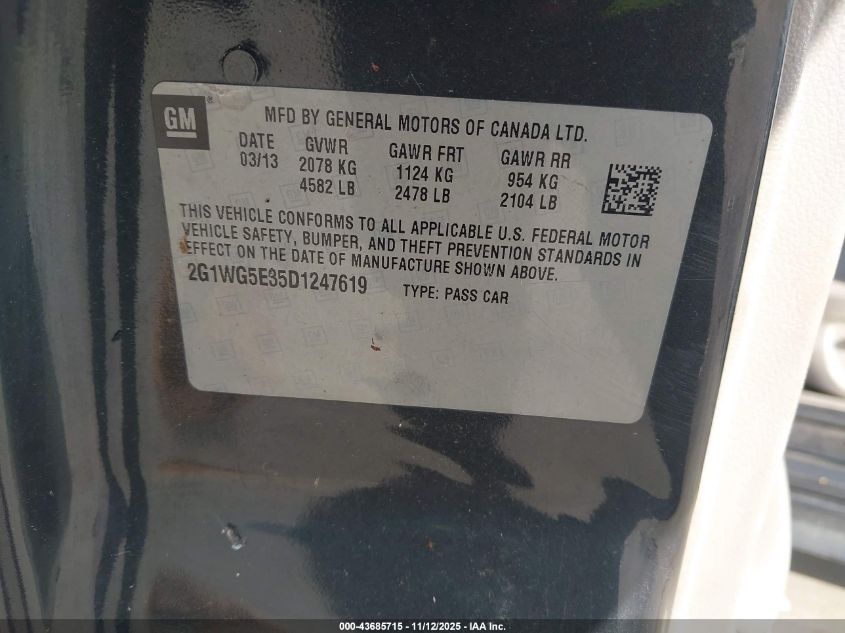 GM
MFD BY GENERAL MOTORS OF CANADA LTD.
DATE GVWR GAWR FRT GAWR RR
03/13 2078 KG 1124 KG 954 KG
4582 LB 2478 LB 2104 LB
THIS VEHICLE CONFORMS TO ALL APPLICABLE U.S. FEDERAL MOTOR
VEHICLE SAFETY, BUMPER, AND THEFT PREVENTION STANDARDS IN
EFFECT ON THE DATE OF MANUFACTURE SHOWN ABOVE.
2G1WG5E35D1247619 TYPE: PASS CAR
000-43685715 - 11/12/2025 - IAA Inc.